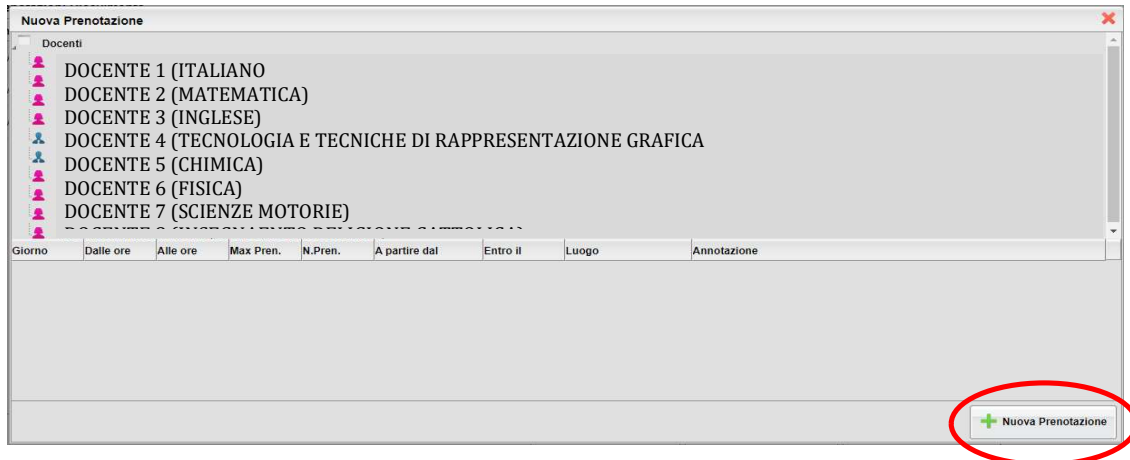 Nuova Prenotazione
Docenti
DOCENTE 1 (ITALIANO
DOCENTE 2 (MATEMATICA)
DOCENTE 3 (INGLESE)
DOCENTE 4 (TECNOLOGIA E TECNICHE DI RAPPRESENTAZIONE GRAFICA
DOCENTE 5 (CHIMICA)
DOCENTE 6 (FISICA)
DOCENTE 7 (SCIENZE MOTORIE)
Giorno Dalle ore Alle ore Max Pren. N.Pren. A partire dal Entro il Luogo Annotazione
Nuova Prenotazione